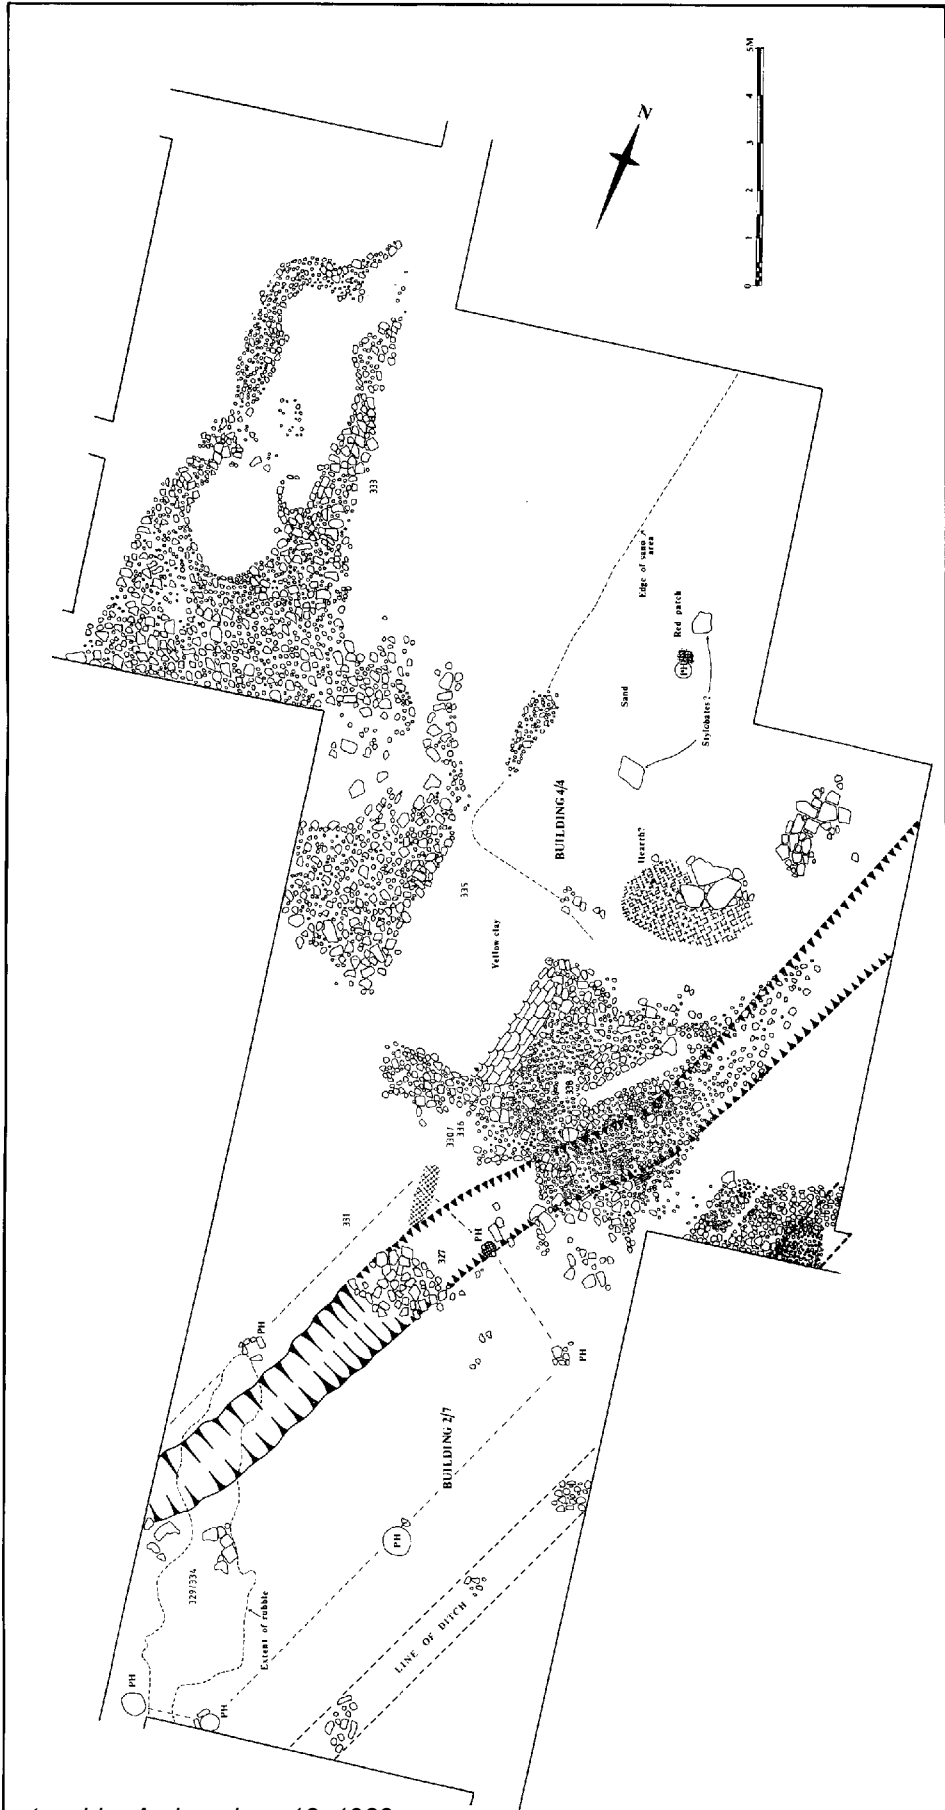 5M
4
3
2
1
0
N
333
Edge of sand
area
Red patch
PH
Sand
Stylobates?
BUILDING 4/4
Hearth?
335
Yellow clay
338
330?
336
331
PH
327
PH
PH
BUILDING 2/7
PH
329/334
Extent of rubble
LINE OF DITCH
PH
PH